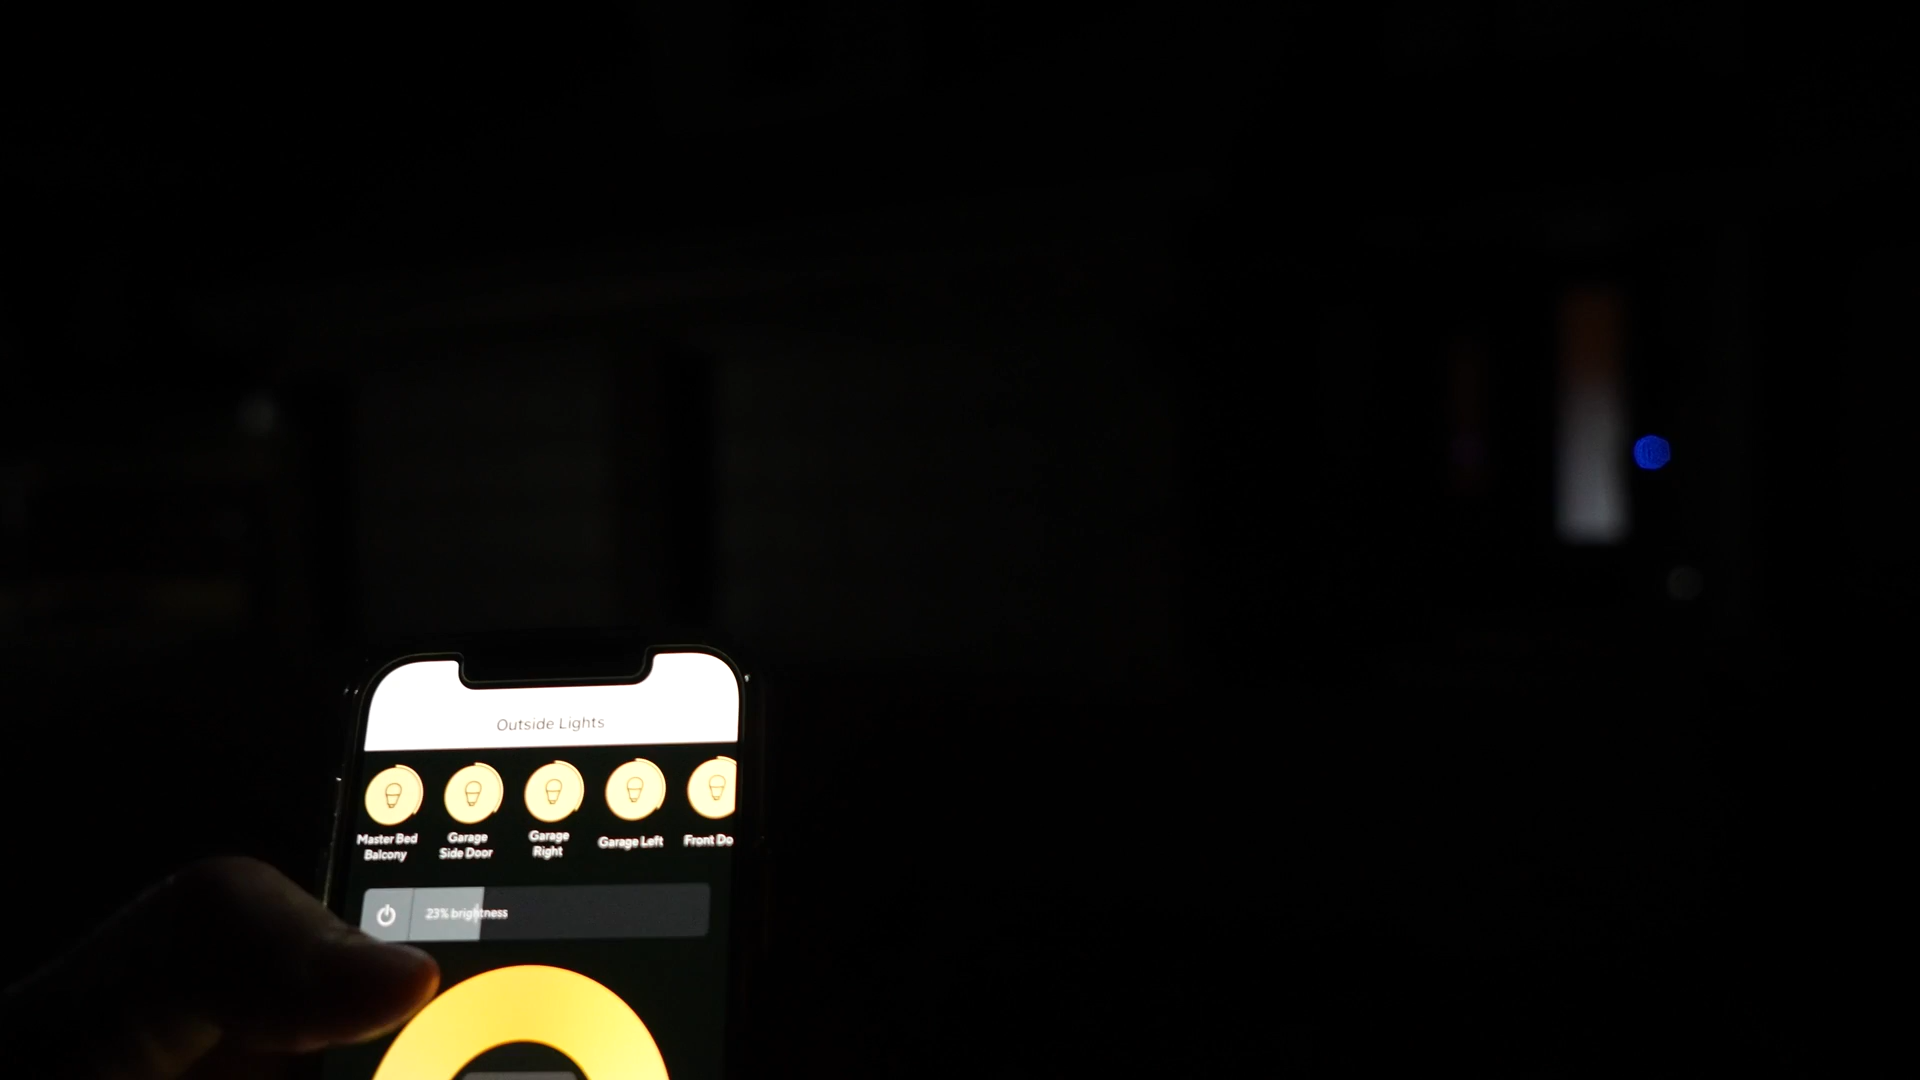 Outside Lights
Master Bed
Balcony
Garage
Side Door
Garage
Right
Garage Left
Front Do
23% brightness